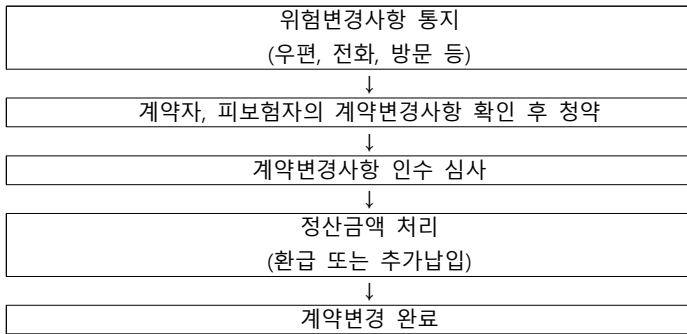 위험변경사항 통지
(우편, 전화, 방문 등)
↓
계약자, 피보험자의 계약변경사항 확인 후 청약
↓
계약변경사항 인수 심사
↓
정산금액 처리
(환급 또는 추가납입)
↓
계약변경 완료